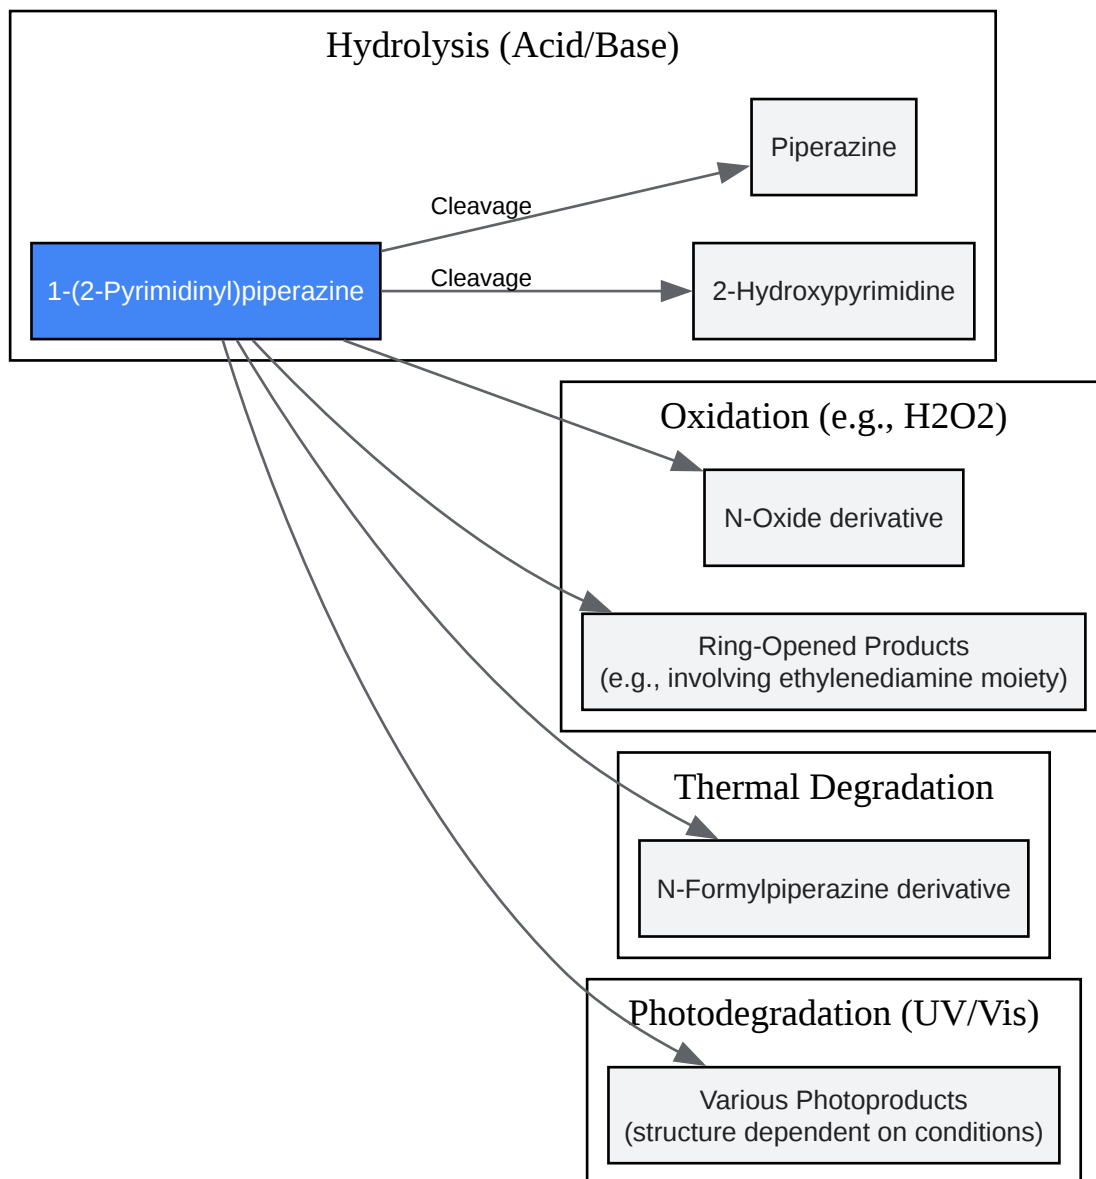 Hydrolysis (Acid/Base)
Piperazine
Cleavage
1-(2-Pyrimidinyl)piperazine
Cleavage
2-Hydroxypyrimidine
Oxidation (e.g., H2O2)
N-Oxide derivative
Ring-Opened Products
(e.g., involving ethylenediamine moiety)
Thermal Degradation
N-Formylpiperazine derivative
Photodegradation (UV/Vis)
Various Photoproducts
(structure dependent on conditions)